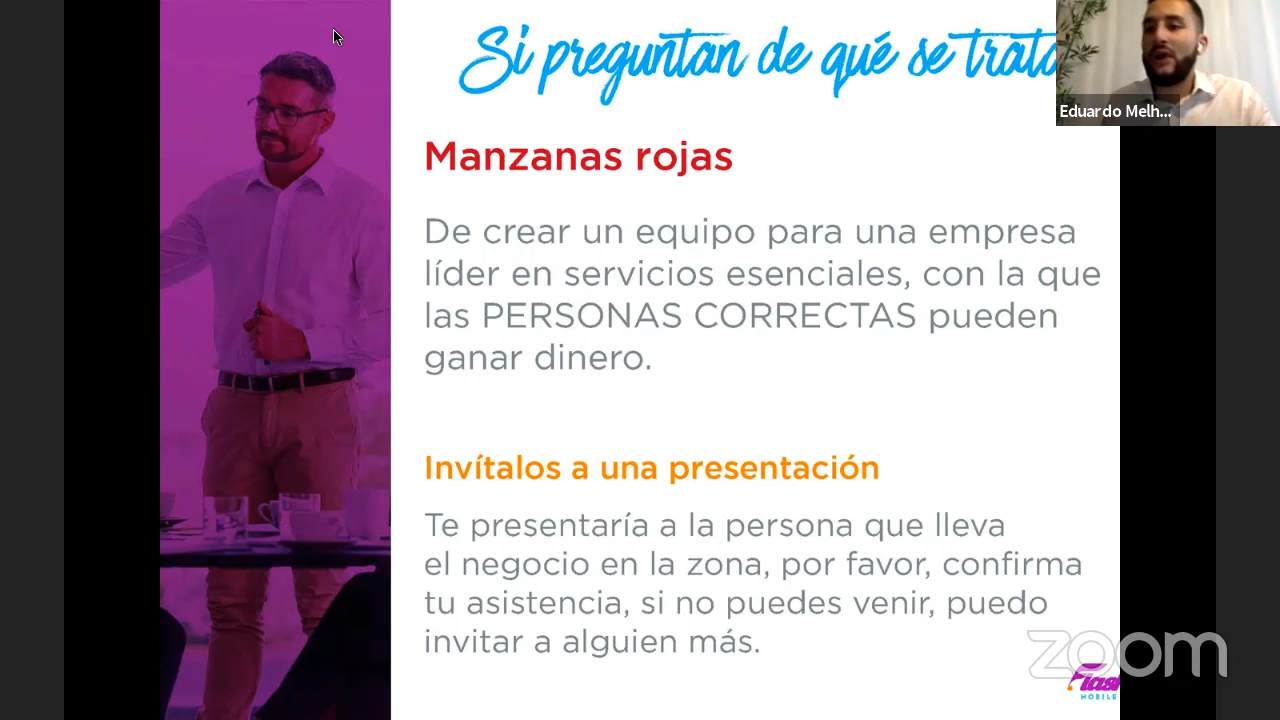 Si preguntan de qué se trata
Eduardo Melh...
Manzanas rojas
De crear un equipo para una empresa
líder en servicios esenciales, con la que
las PERSONAS CORRECTAS pueden
ganar dinero.
Invítalos a una presentación
Te presentaría a la persona que lleva
el negocio en la zona, por favor, confirma
tu asistencia, si no puedes venir, puedo
invitar a alguien más.
zoom
Flash
MOBILE